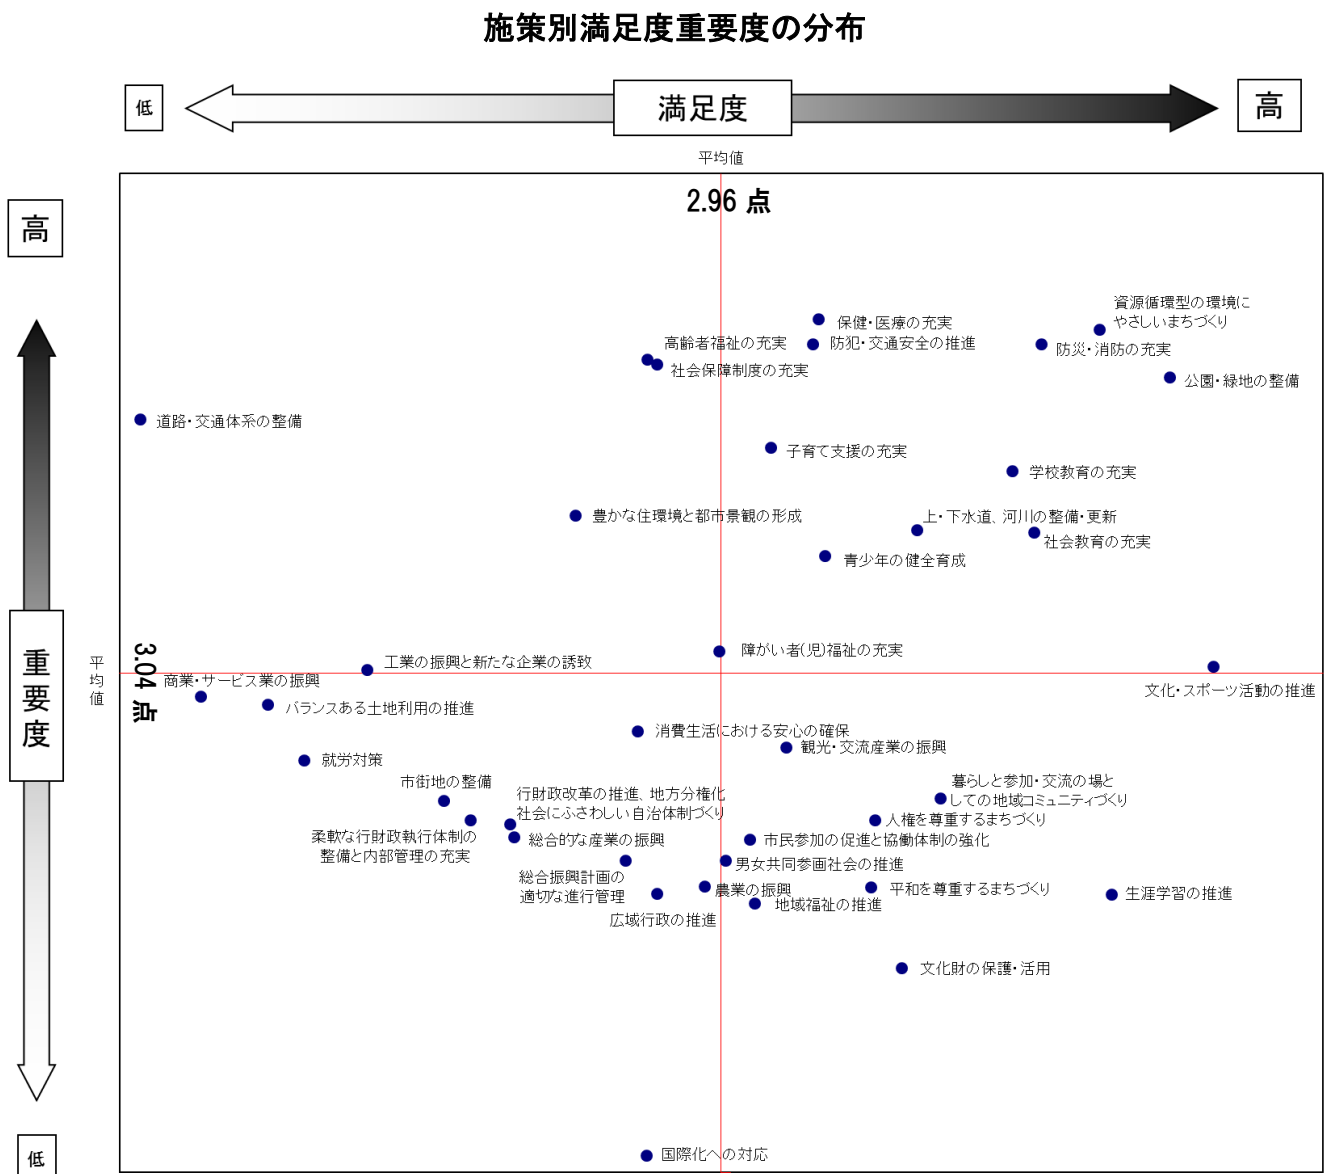 施策別満足度重要度の分布
低
満足度
高
平均値
2.96 点
高
資源循環型の環境に
やさしいまちづくり
保健・医療の充実
高齢者福祉の充実
防犯・交通安全の推進
防災・消防の充実
社会保障制度の充実
公園・緑地の整備
道路・交通体系の整備
子育て支援の充実
学校教育の充実
豊かな住環境と都市景観の形成
上・下水道、河川の整備・更新
社会教育の充実
青少年の健全育成
重要度
平均値
3.04 点
障がい者(児)福祉の充実
工業の振興と新たな企業の誘致
商業・サービス業の振興
文化・スポーツ活動の推進
バランスある土地利用の推進
消費生活における安心の確保
観光・交流産業の振興
就労対策
市街地の整備
暮らしと参加・交流の場と
しての地域コミュニティづくり
行財政改革の推進、地方分権化
社会にふさわしい自治体制づくり
人権を尊重するまちづくり
柔軟な行財政執行体制の
整備と内部管理の充実
総合的な産業の振興
市民参加の促進と協働体制の強化
男女共同参画社会の推進
総合振興計画の
適切な進行管理
農業の振興
平和を尊重するまちづくり
生涯学習の推進
地域福祉の推進
広域行政の推進
文化財の保護・活用
国際化への対応
低